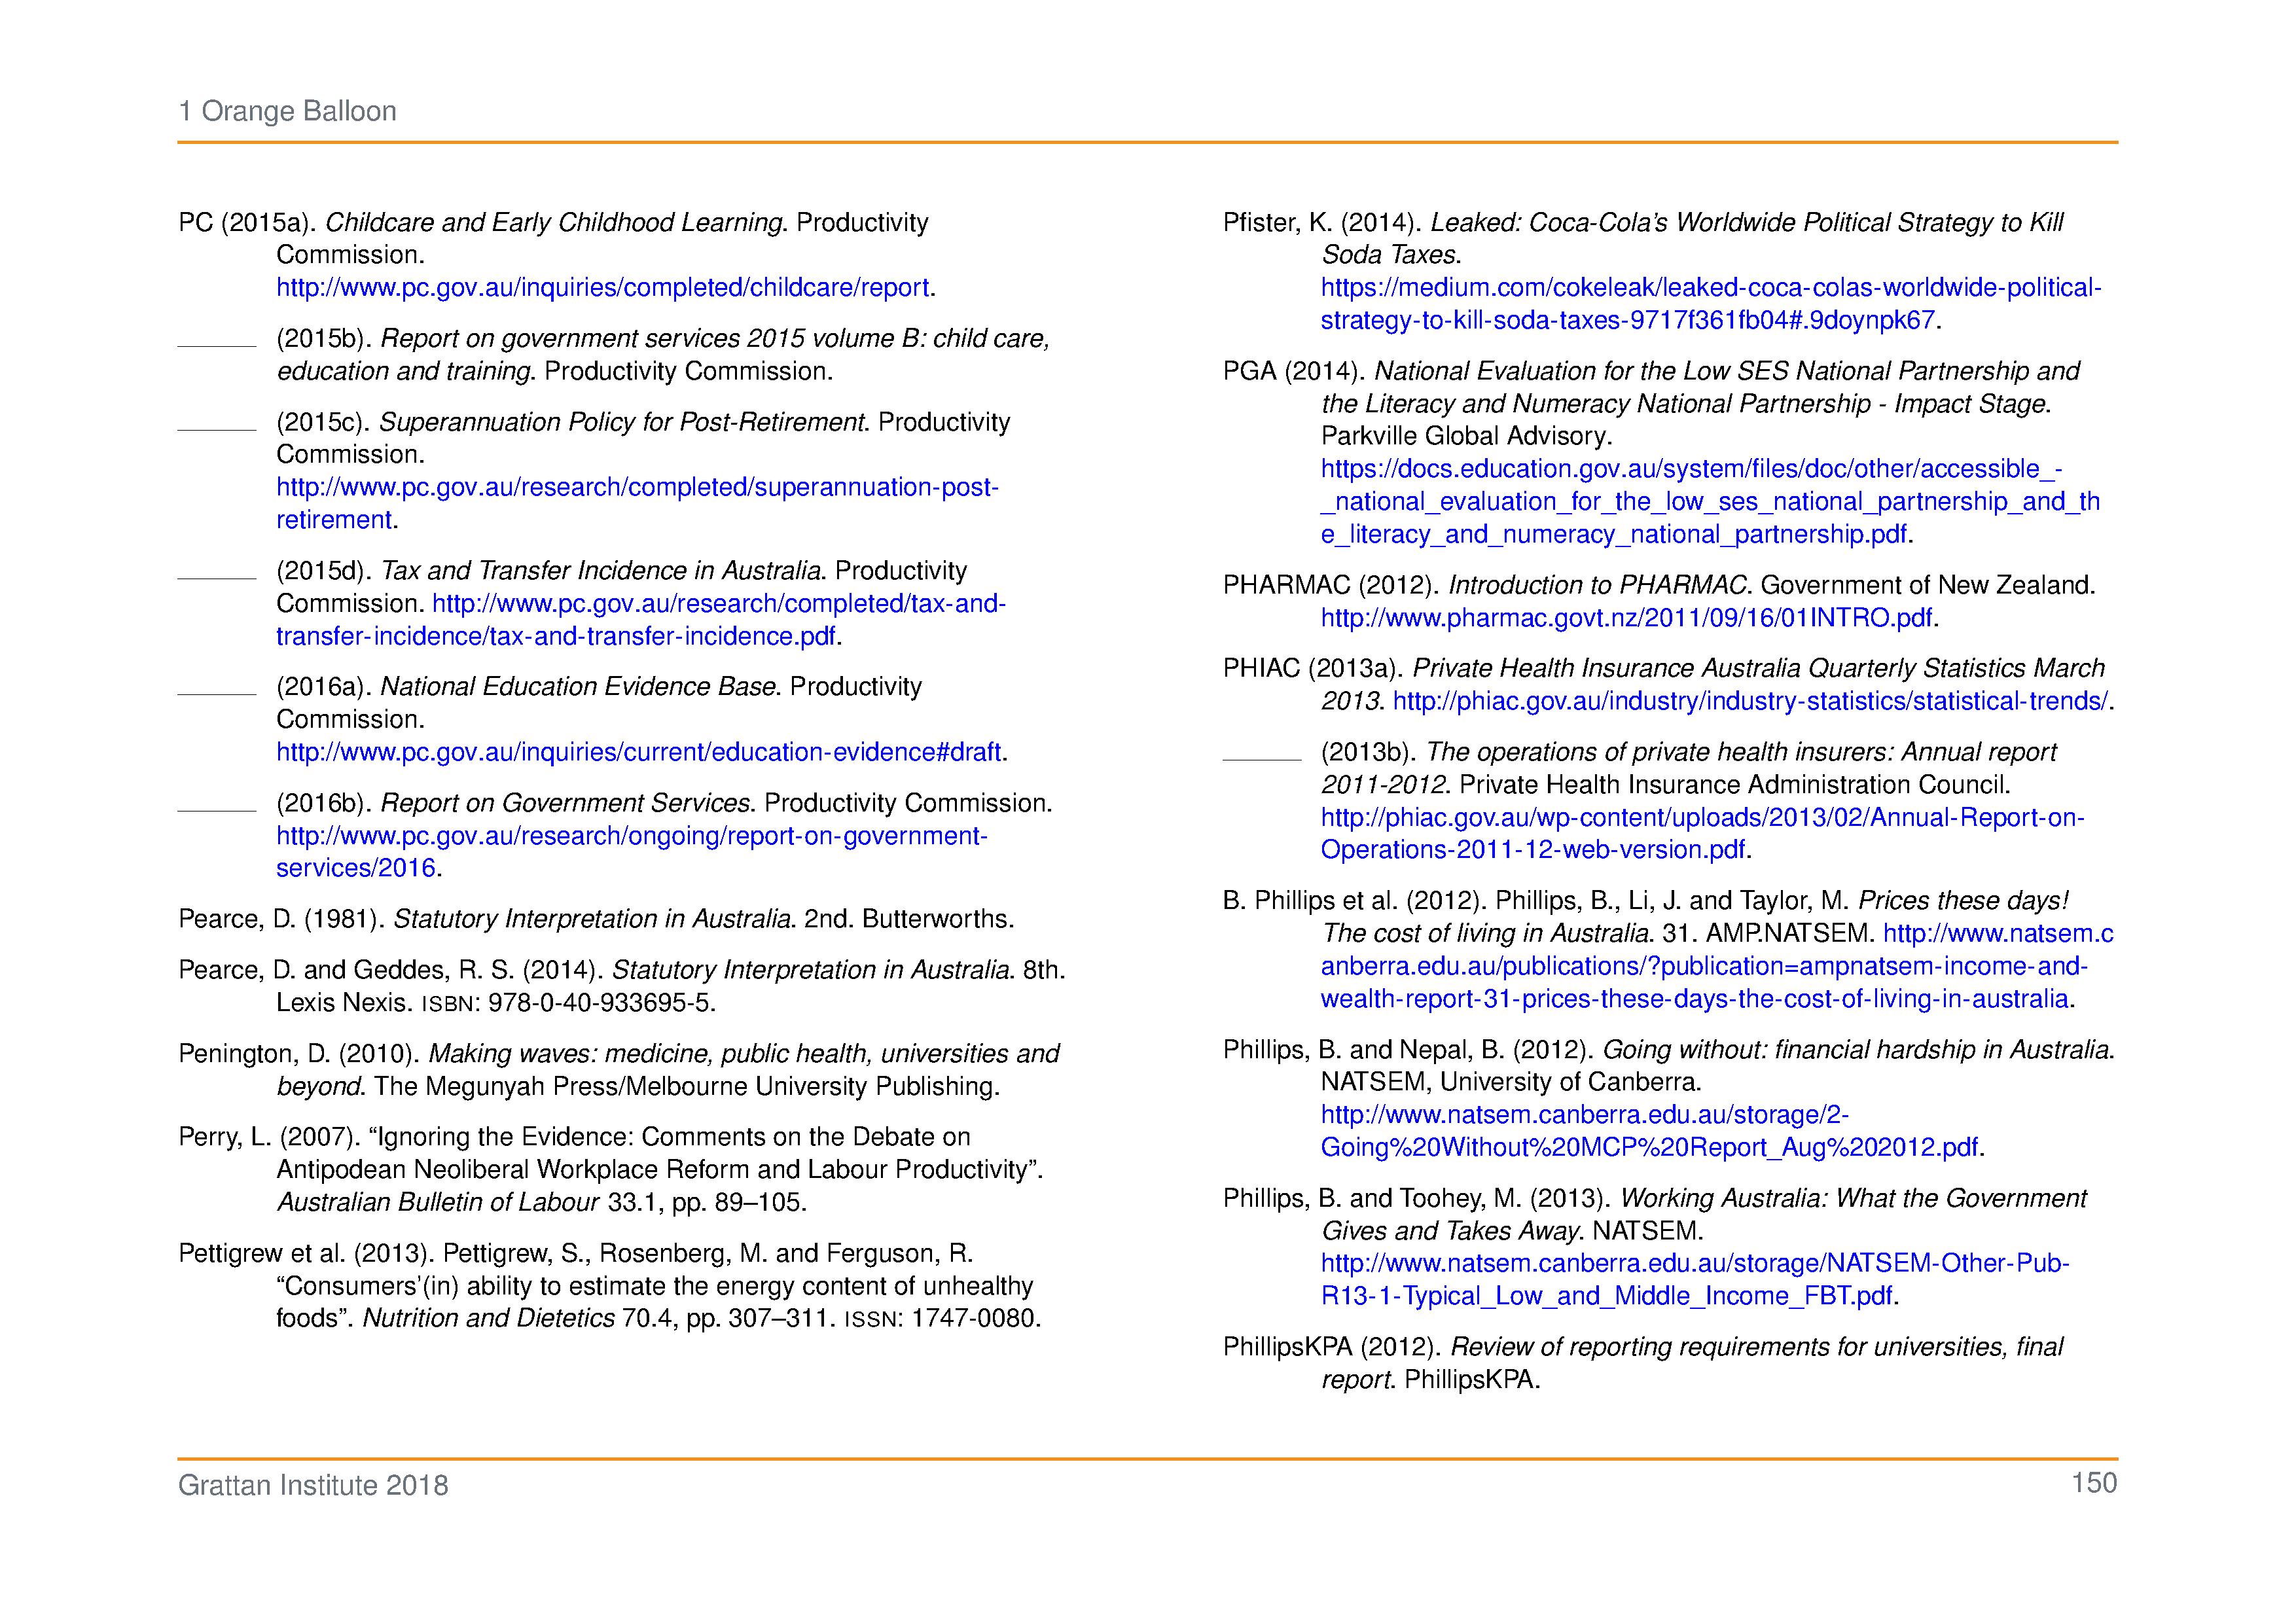 1 Orange Balloon
PC (2015a). Childcare and Early Childhood Learning. Productivity
Commission.
http://www.pc.gov.au/inquiries/completed/childcare/report.
(2015b). Report on government services 2015 volume B: child care,
education and training. Productivity Commission.
(2015c). Superannuation Policy for Post-Retirement. Productivity
Commission.
http://www.pc.gov.au/research/completed/superannuation-post-
retirement.
(2015d). Tax and Transfer Incidence in Australia. Productivity
Commission. http://www.pc.gov.au/research/completed/tax-and-
transfer-incidence/tax-and-transfer-incidence.pdf.
(2016a). National Education Evidence Base. Productivity
Commission.
http://www.pc.gov.au/inquiries/current/education-evidence#draft.
(2016b). Report on Government Services. Productivity Commission.
http://www.pc.gov.au/research/ongoing/report-on-government-
services/2016.
Pearce, D. (1981). Statutory Interpretation in Australia. 2nd. Butterworths.
Pearce, D. and Geddes, R. S. (2014). Statutory Interpretation in Australia. 8th.
Lexis Nexis. ISBN: 978-0-40-933695-5.
Penington, D. (2010). Making waves: medicine, public health, universities and
beyond. The Megunyah Press/Melbourne University Publishing.
Perry, L. (2007). “Ignoring the Evidence: Comments on the Debate on
Antipodean Neoliberal Workplace Reform and Labour Productivity”.
Australian Bulletin of Labour 33.1, pp. 89–105.
Pettigrew et al. (2013). Pettigrew, S., Rosenberg, M. and Ferguson, R.
“Consumers’(in) ability to estimate the energy content of unhealthy
foods”. Nutrition and Dietetics 70.4, pp. 307–311. ISSN: 1747-0080.
Pfister, K. (2014). Leaked: Coca-Cola’s Worldwide Political Strategy to Kill
Soda Taxes.
https://medium.com/cokeleak/leaked-coca-colas-worldwide-political-
strategy-to-kill-soda-taxes-9717f361fb04#.9doynpk67.
PGA (2014). National Evaluation for the Low SES National Partnership and
the Literacy and Numeracy National Partnership - Impact Stage.
Parkville Global Advisory.
https://docs.education.gov.au/system/files/doc/other/accessible_-
_national_evaluation_for_the_low_ses_national_partnership_and_th
e_literacy_and_numeracy_national_partnership.pdf.
PHARMAC (2012). Introduction to PHARMAC. Government of New Zealand.
http://www.pharmac.govt.nz/2011/09/16/01INTRO.pdf.
PHIAC (2013a). Private Health Insurance Australia Quarterly Statistics March
2013. http://phiac.gov.au/industry/industry-statistics/statistical-trends/.
(2013b). The operations of private health insurers: Annual report
2011-2012. Private Health Insurance Administration Council.
http://phiac.gov.au/wp-content/uploads/2013/02/Annual-Report-on-
Operations-2011-12-web-version.pdf.
B. Phillips et al. (2012). Phillips, B., Li, J. and Taylor, M. Prices these days!
The cost of living in Australia. 31. AMP.NATSEM. http://www.natsem.c
anberra.edu.au/publications/?publication=ampnatsem-income-and-
wealth-report-31-prices-these-days-the-cost-of-living-in-australia.
Phillips, B. and Nepal, B. (2012). Going without: financial hardship in Australia.
NATSEM, University of Canberra.
http://www.natsem.canberra.edu.au/storage/2-
Going%20Without%20MCP%20Report_Aug%202012.pdf.
Phillips, B. and Toohey, M. (2013). Working Australia: What the Government
Gives and Takes Away. NATSEM.
http://www.natsem.canberra.edu.au/storage/NATSEM-Other-Pub-
R13-1-Typical_Low_and_Middle_Income_FBT.pdf.
PhillipsKPA (2012). Review of reporting requirements for universities, final
report. PhillipsKPA.
Grattan Institute 2018
150